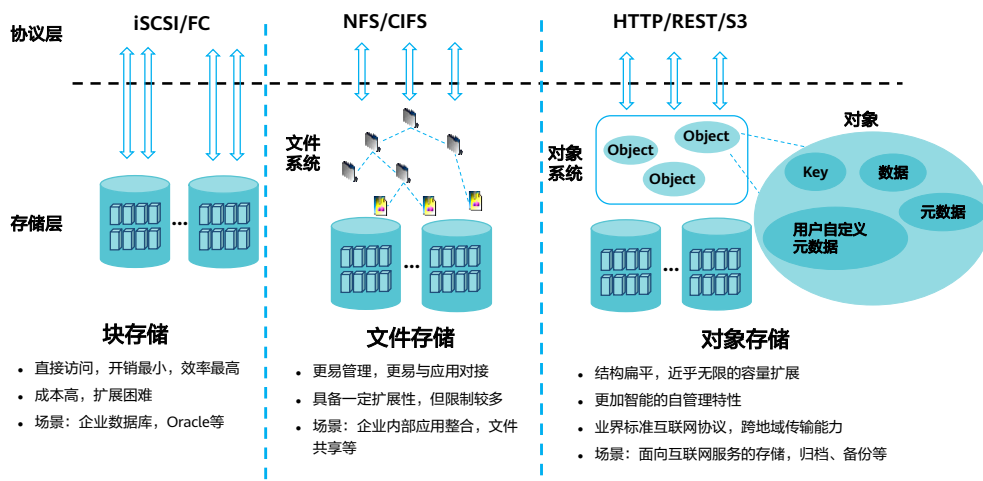 协议层
iSCSI/FC
NFS/CIFS
HTTP/REST/S3
文件
系统
对象
系统
Object
Object
Object
对象
Key
数据
元数据
用户自定义
元数据
存储层
...
...
...
块存储
• 直接访问，开销最小，效率最高
• 成本高，扩展困难
• 场景：企业数据库，Oracle等
文件存储
• 更易管理，更易与应用对接
• 具备一定扩展性，但限制较多
• 场景：企业内部应用整合，文件
共享等
对象存储
• 结构扁平，近乎无限的容量扩展
• 更加智能的自管理特性
• 业界标准互联网协议，跨地域传输能力
• 场景：面向互联网服务的存储，归档、备份等